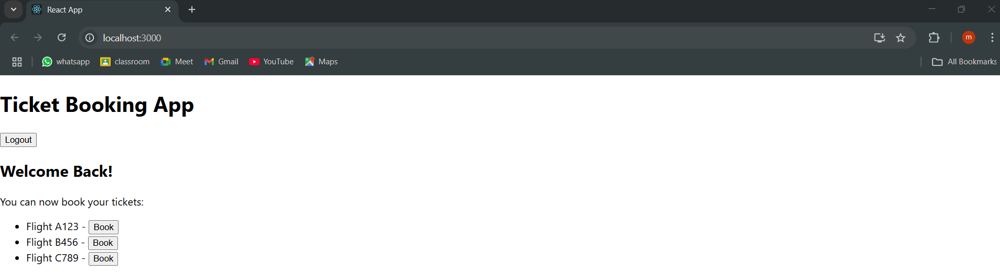 React App
localhost:3000
m
whatsapp classroom Meet Gmail YouTube Maps All Bookmarks
Ticket Booking App
Logout
Welcome Back!
You can now book your tickets:
Flight A123 - Book
Flight B456 - Book
Flight C789 - Book